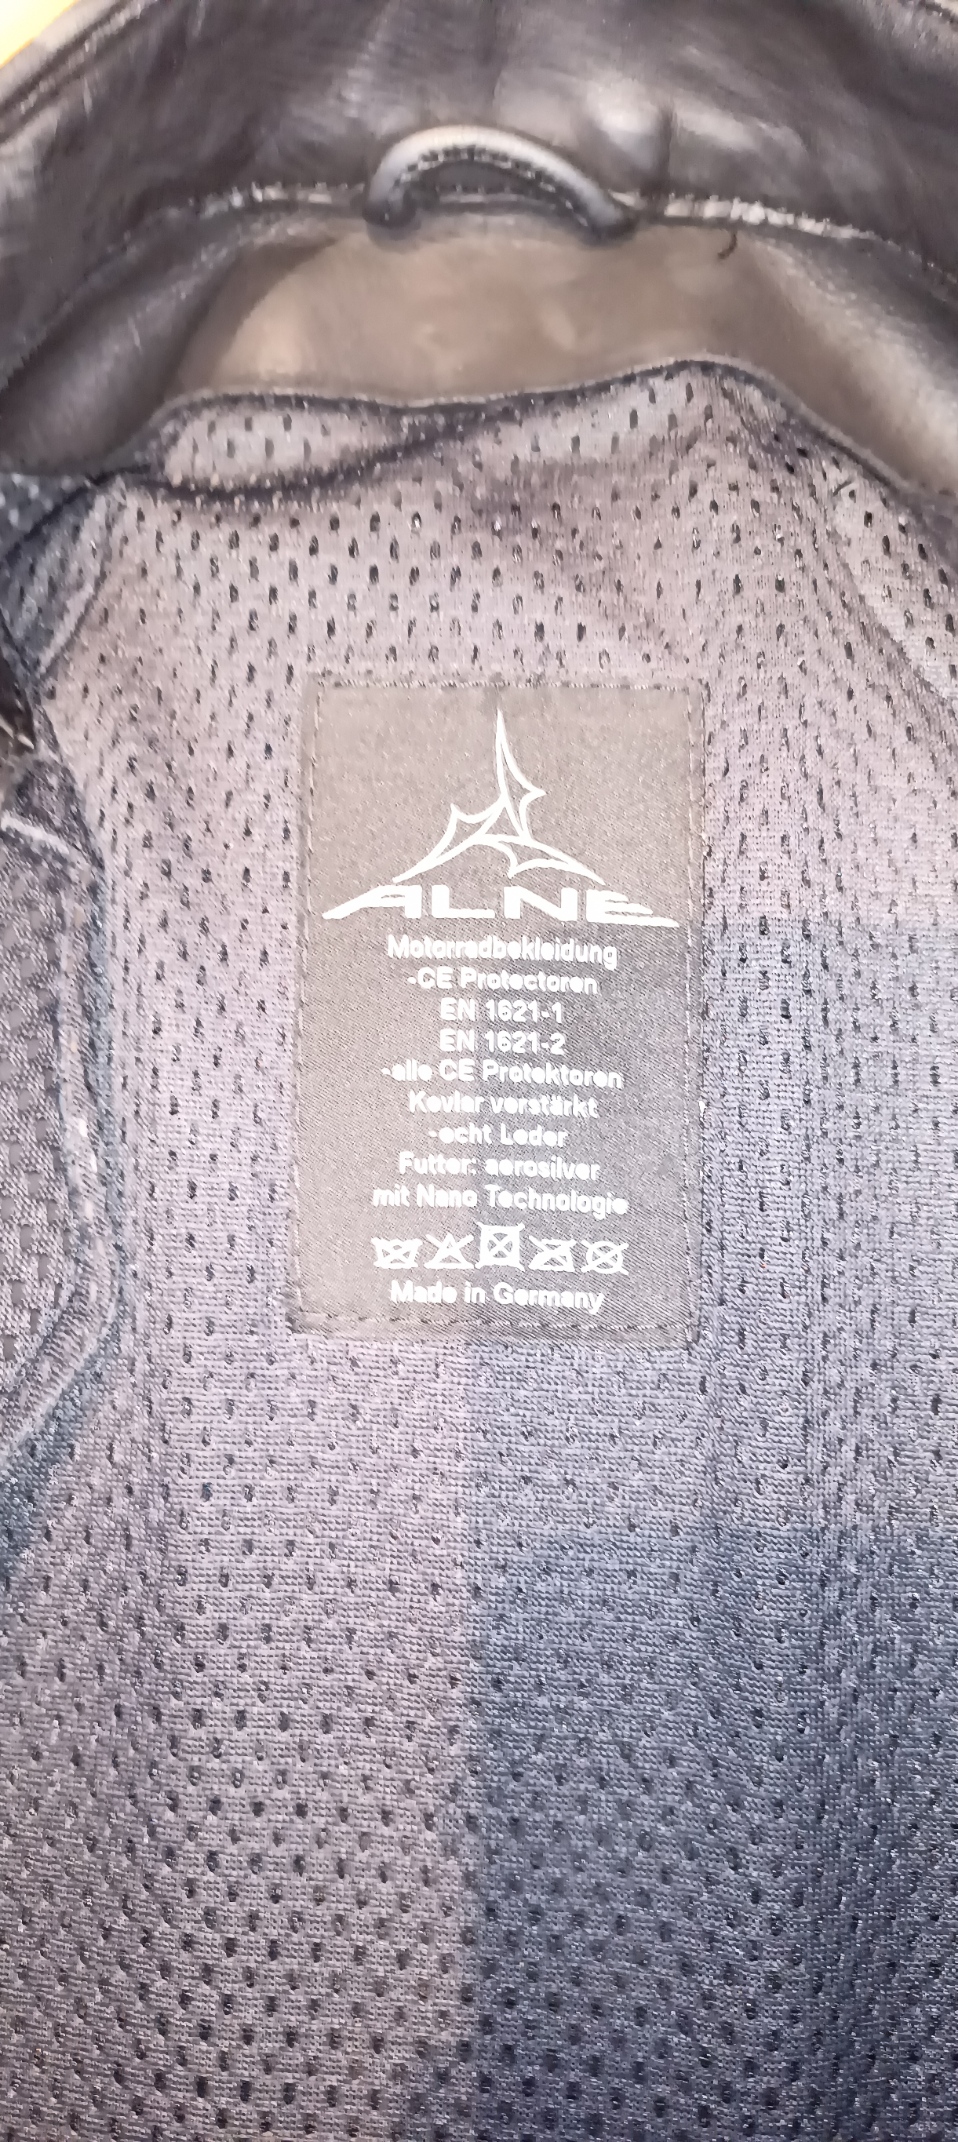 ALNE
Motorradbekleidung
-CE Protectoren
EN 1621-1
EN 1621-2
-alle CE Protektoren
Kevlar verstärkt
-echt Leder
Futter: aerosilver
mit Nano Technologie
Made in Germany